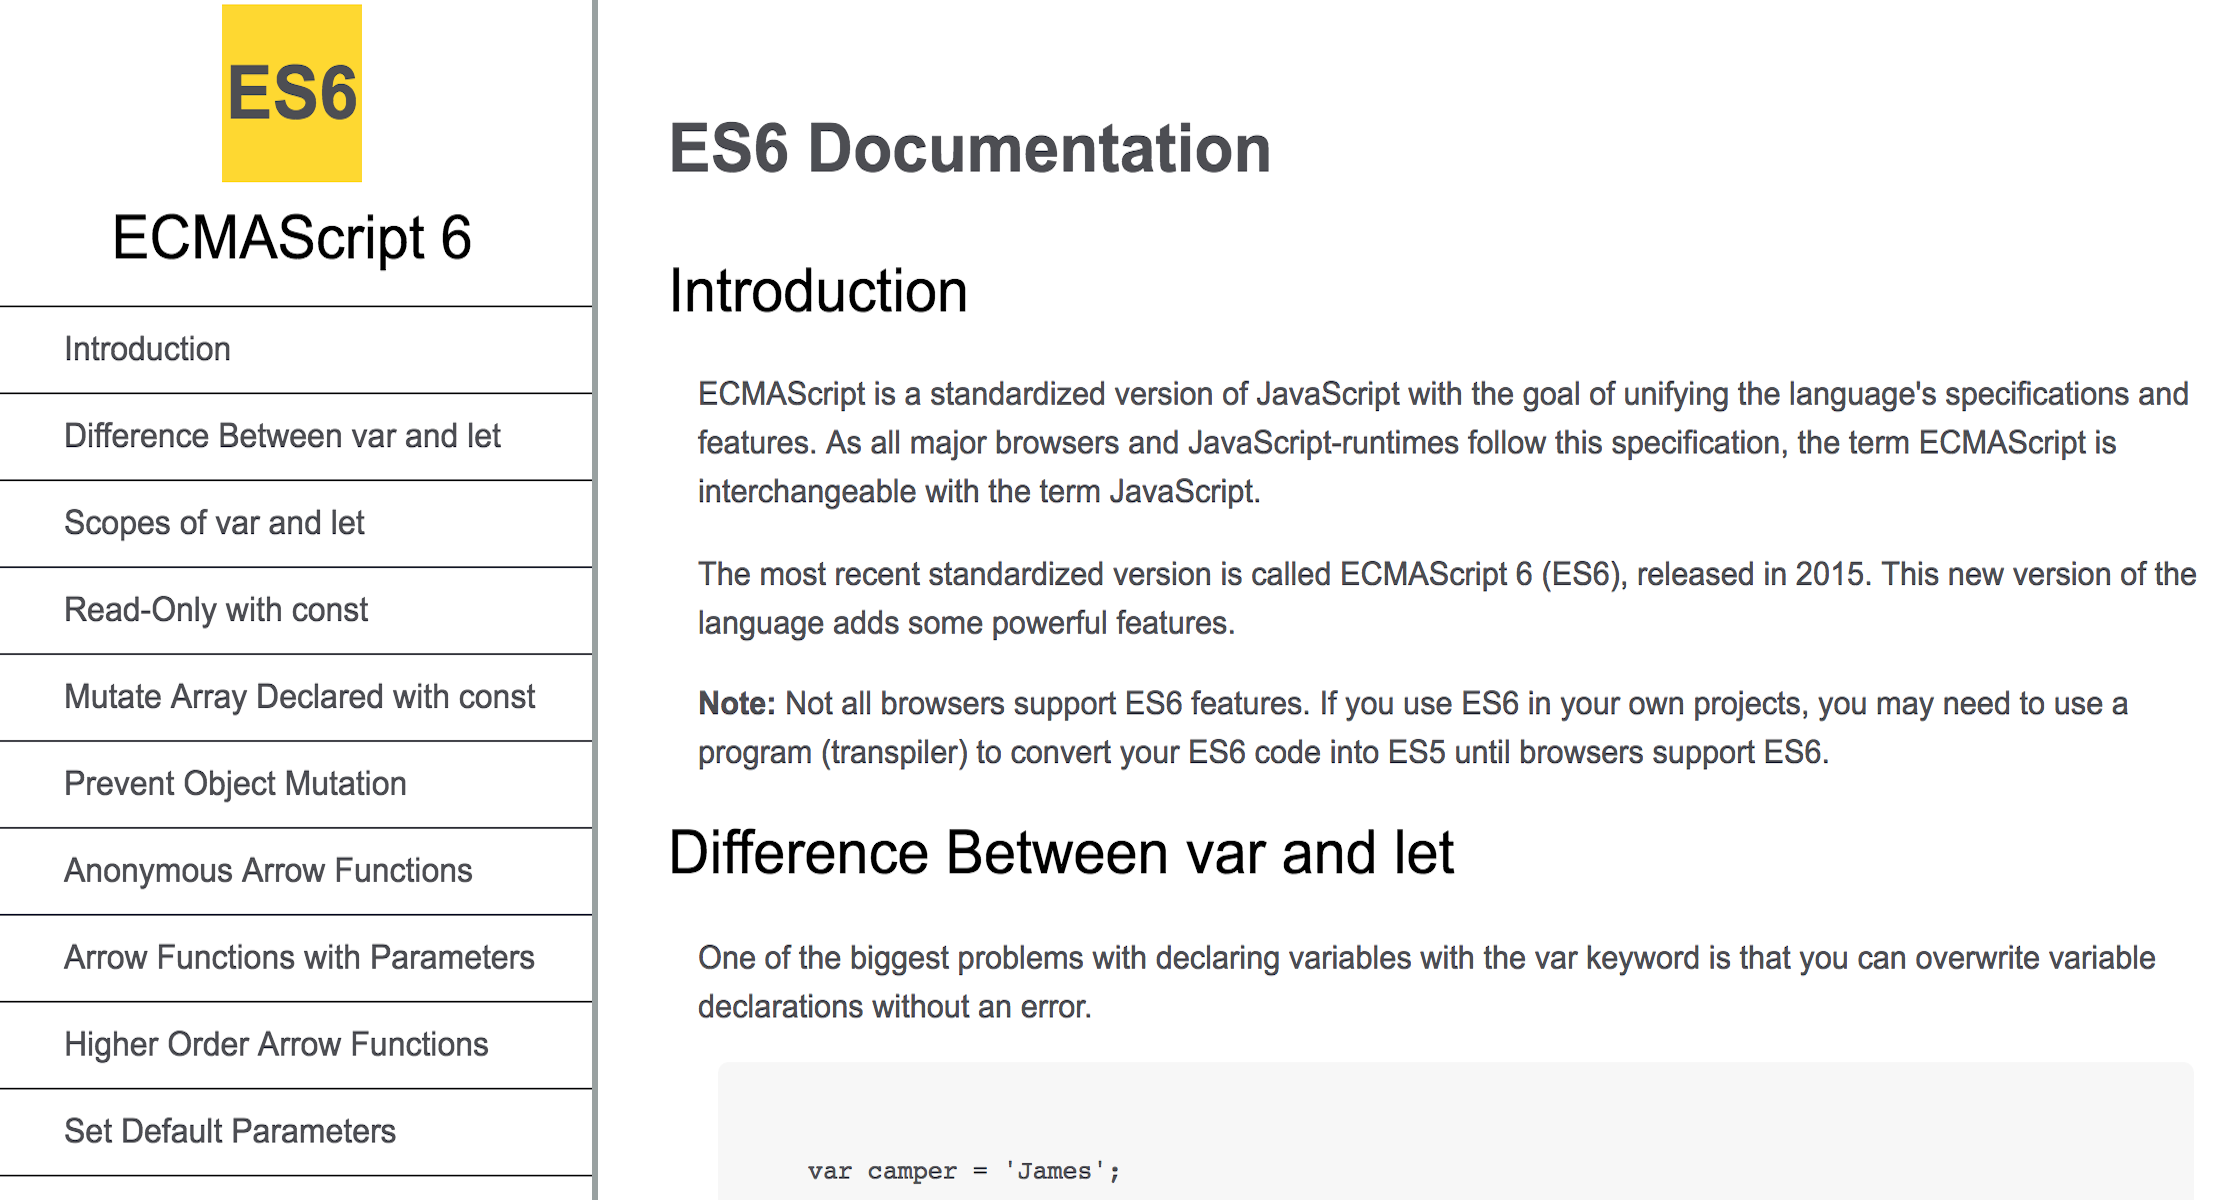 ES6
ECMAScript 6
Introduction
Difference Between var and let
Scopes of var and let
Read-Only with const
Mutate Array Declared with const
Prevent Object Mutation
Anonymous Arrow Functions
Arrow Functions with Parameters
Higher Order Arrow Functions
Set Default Parameters
ES6 Documentation
Introduction
ECMAScript is a standardized version of JavaScript with the goal of unifying the language's specifications and
features. As all major browsers and JavaScript-runtimes follow this specification, the term ECMAScript is
interchangeable with the term JavaScript.
The most recent standardized version is called ECMAScript 6 (ES6), released in 2015. This new version of the
language adds some powerful features.
Note: Not all browsers support ES6 features. If you use ES6 in your own projects, you may need to use a
program (transpiler) to convert your ES6 code into ES5 until browsers support ES6.
Difference Between var and let
One of the biggest problems with declaring variables with the var keyword is that you can overwrite variable
declarations without an error.
var camper = 'James';